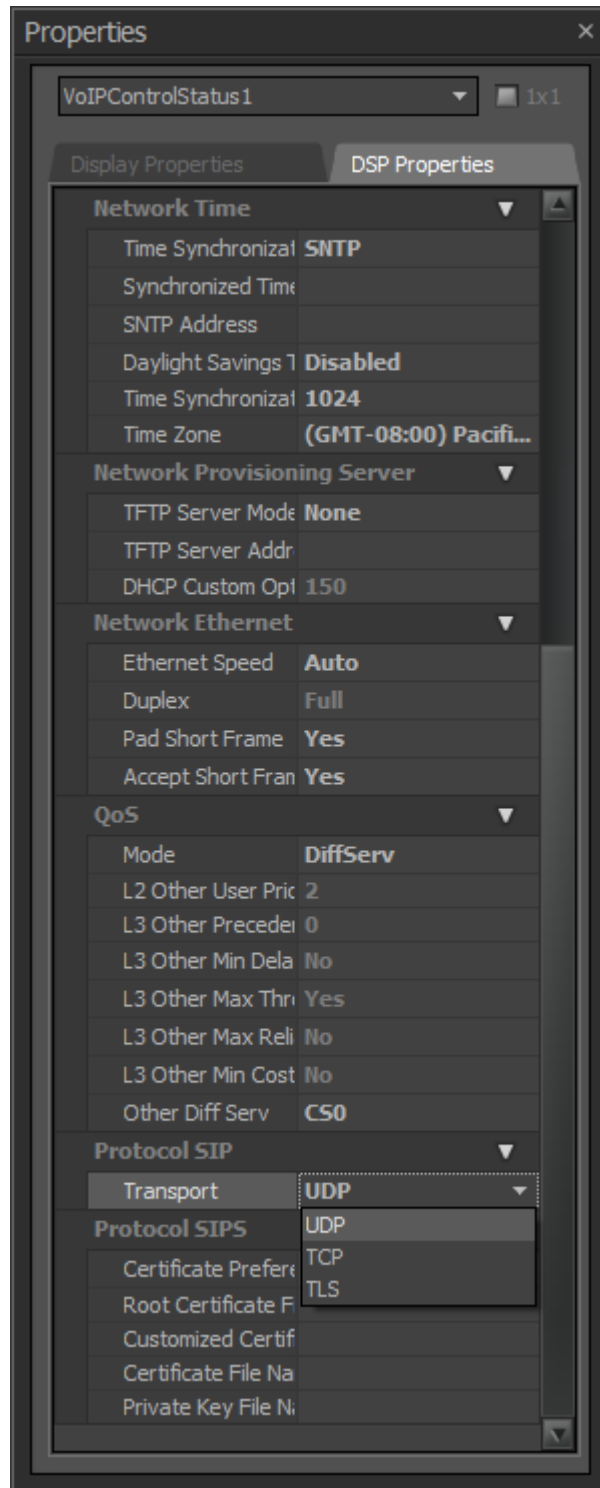 Properties
VoIPControlStatus1 1x1
Display Properties DSP Properties
Network Time
Time Synchronizat SNTP
Synchronized Time
SNTP Address
Daylight Savings T Disabled
Time Synchronizat 1024
Time Zone (GMT-08:00) Pacifi...
Network Provisioning Server
TFTP Server Mode None
TFTP Server Addr
DHCP Custom Opt 150
Network Ethernet
Ethernet Speed Auto
Duplex Full
Pad Short Frame Yes
Accept Short Fran Yes
QoS
Mode DiffServ
L2 Other User Pric 2
L3 Other Preceder 0
L3 Other Min Dela No
L3 Other Max Thr Yes
L3 Other Max Reli No
L3 Other Min Cost No
Other Diff Serv CS0
Protocol SIP
Transport UDP
Protocol SIPS UDP
Certificate Prefere TCP
Root Certificate F TLS
Customized Certif
Certificate File Na
Private Key File N